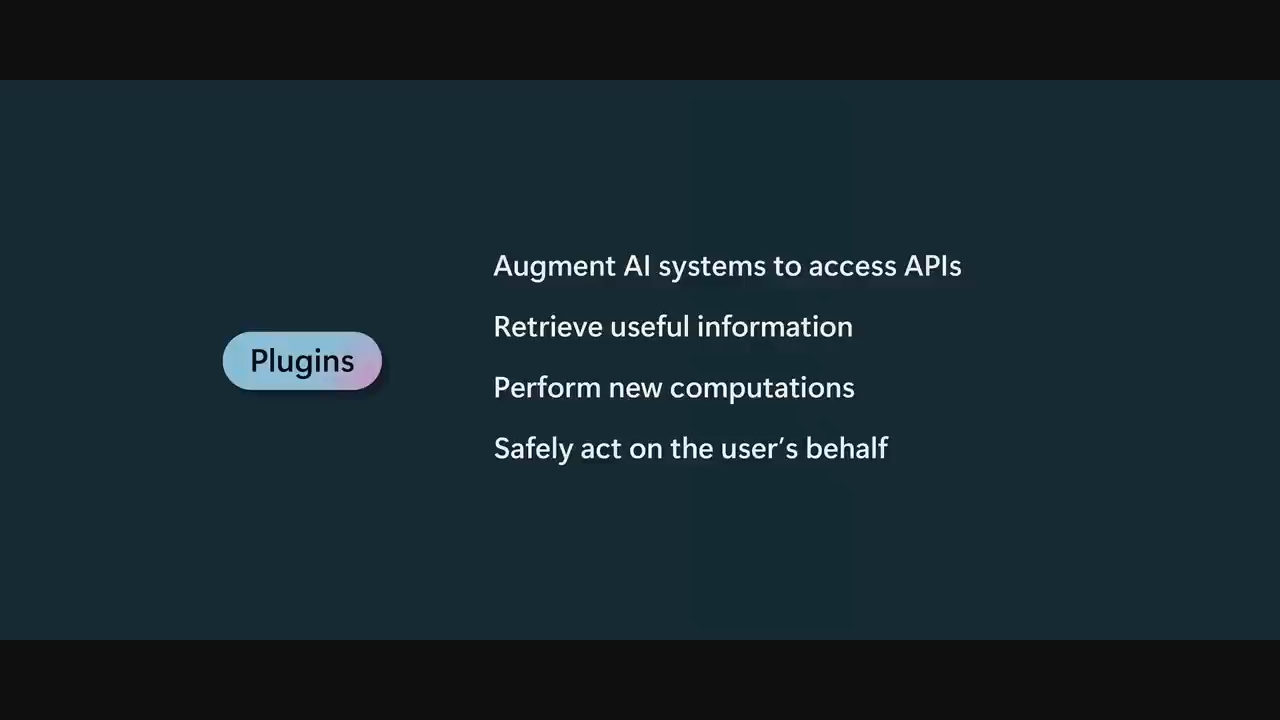 Plugins
Augment AI systems to access APIs
Retrieve useful information
Perform new computations
Safely act on the user’s behalf